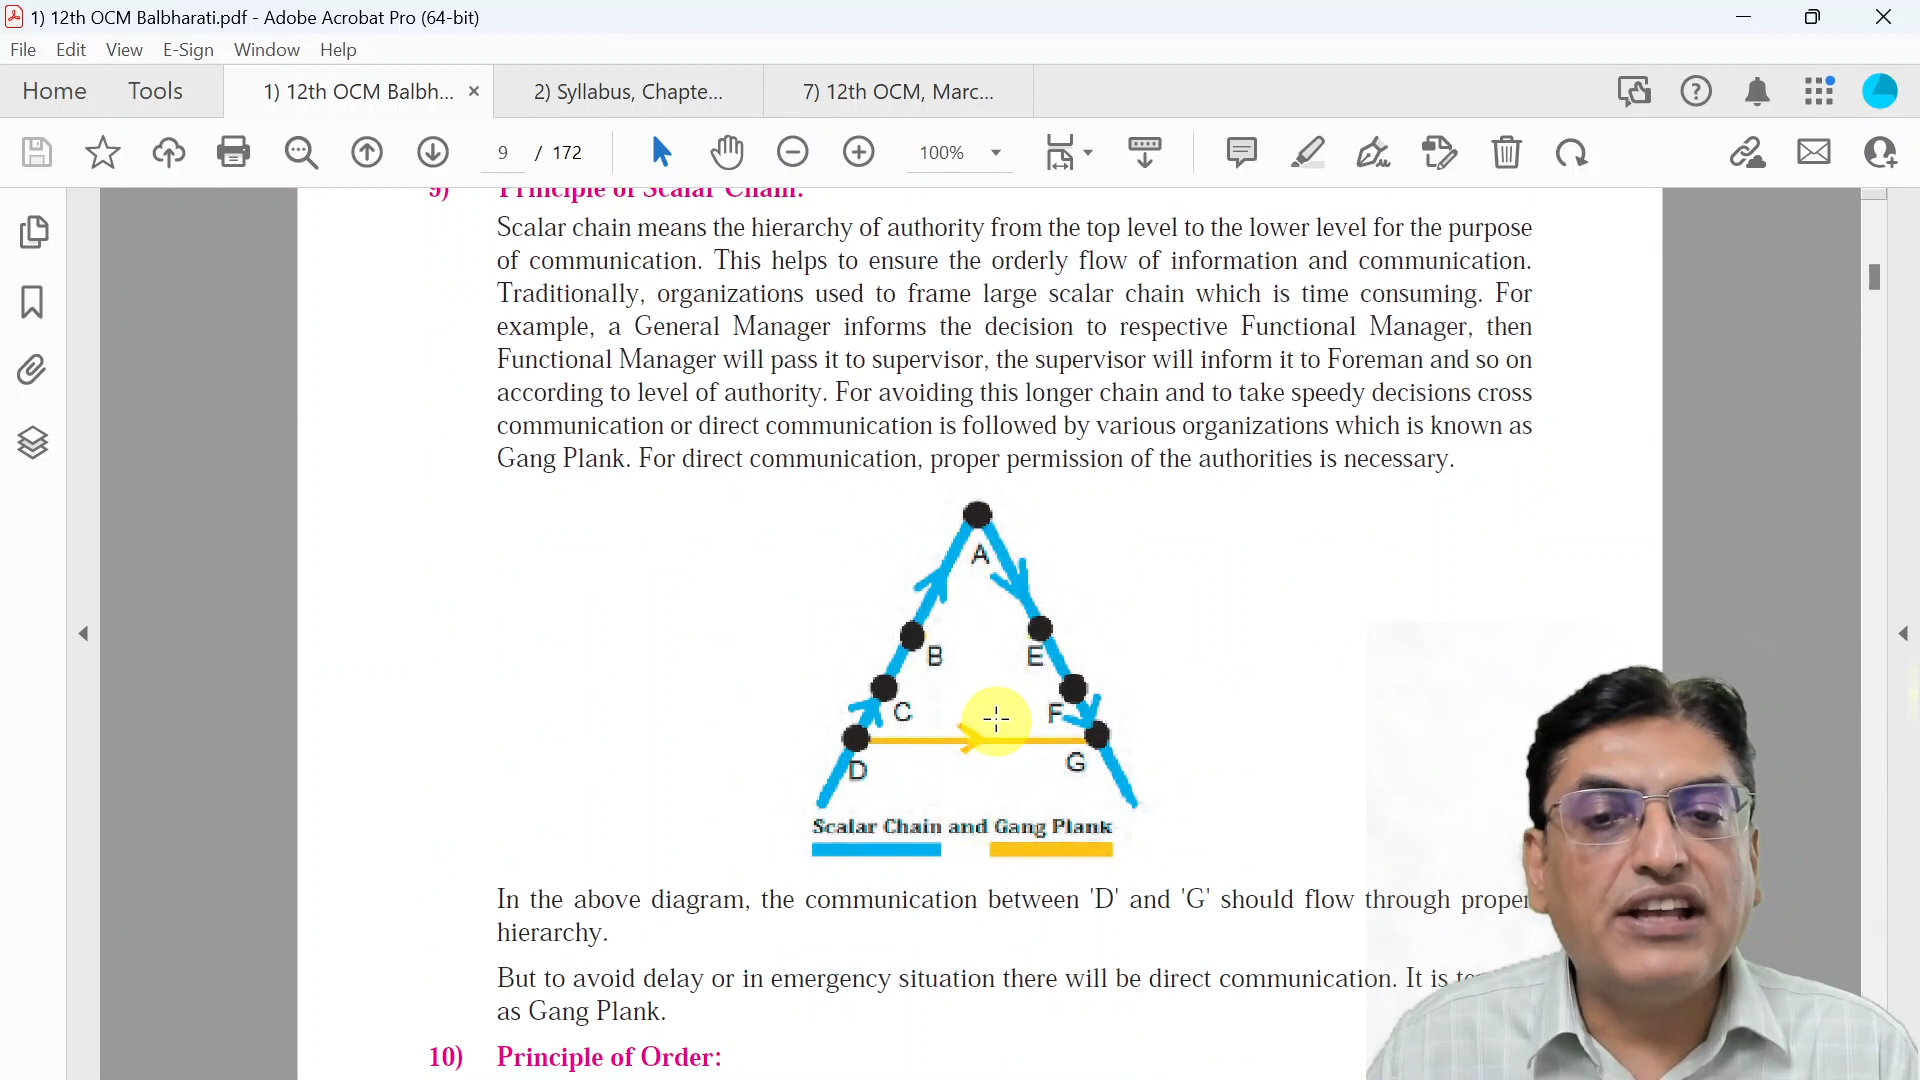 1) 12th OCM Balbharati.pdf - Adobe Acrobat Pro (64-bit)
File Edit View E-Sign Window Help
Home Tools 1) 12th OCM Balbh... × 2) Syllabus, Chapte... 7) 12th OCM, Marc...
9 / 172 100%
9) Principle of Scalar Chain:
Scalar chain means the hierarchy of authority from the top level to the lower level for the purpose
of communication. This helps to ensure the orderly flow of information and communication.
Traditionally, organizations used to frame large scalar chain which is time consuming. For
example, a General Manager informs the decision to respective Functional Manager, then
Functional Manager will pass it to supervisor, the supervisor will inform it to Foreman and so on
according to level of authority. For avoiding this longer chain and to take speedy decisions cross
communication or direct communication is followed by various organizations which is known as
Gang Plank. For direct communication, proper permission of the authorities is necessary.
A
B E
C F
D G
Scalar Chain and Gang Plank
In the above diagram, the communication between 'D' and 'G' should flow through proper
hierarchy.
But to avoid delay or in emergency situation there will be direct communication. It is
as Gang Plank.
10) Principle of Order: